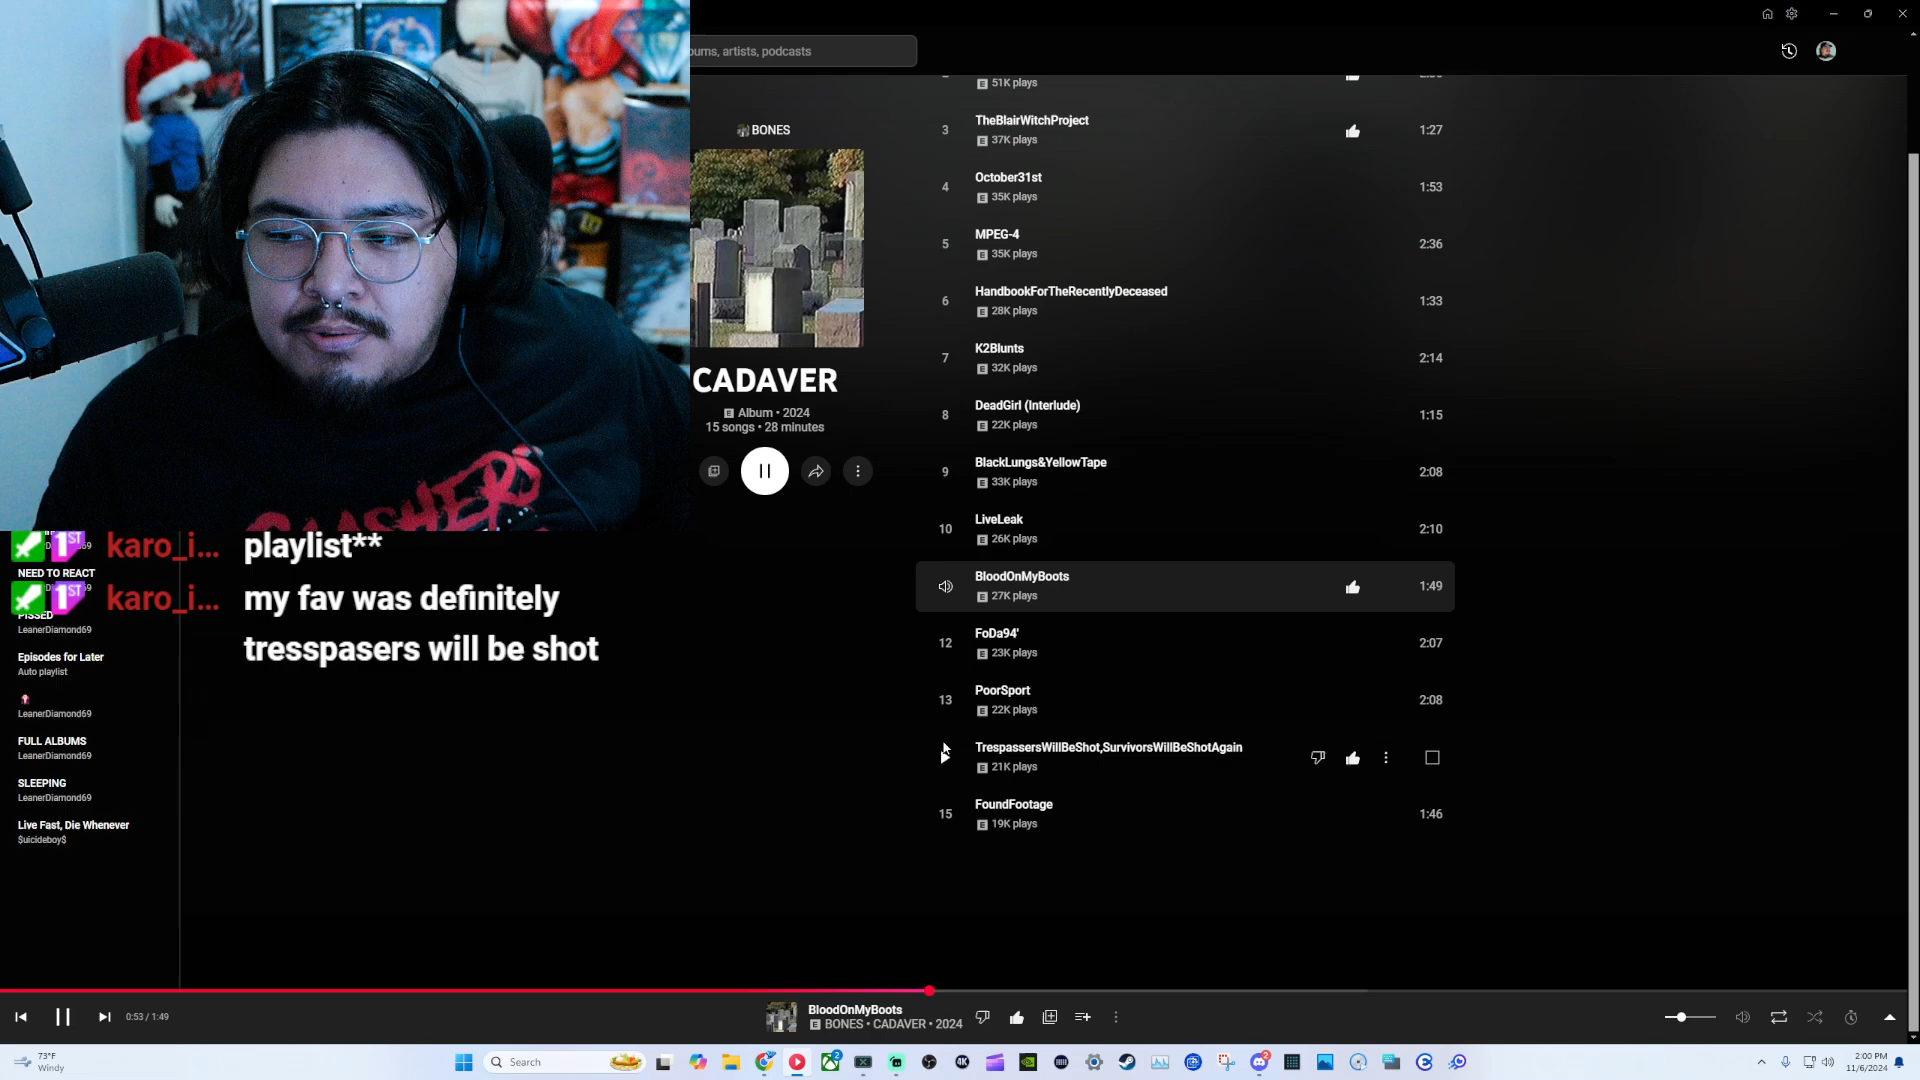 ums, artists, podcasts
51K plays
BONES
CADAVER
E Album • 2024
15 songs • 28 minutes
3 TheBlairWitchProject 1:27
E 37K plays
4 October31st 1:53
E 35K plays
5 MPEG-4 2:36
E 35K plays
6 HandbookForTheRecentlyDeceased 1:33
E 28K plays
7 K2Blunts 2:14
E 32K plays
8 DeadGirl (Interlude) 1:15
E 22K plays
9 BlackLungs&YellowTape 2:08
E 33K plays
10 LiveLeak 2:10
E 26K plays
BloodOnMyBoots 1:49
E 27K plays
12 FoDa94' 2:07
E 23K plays
13 PoorSport 2:08
E 22K plays
TrespassersWillBeShot,SurvivorsWillBeShotAgain
E 21K plays
15 FoundFootage 1:46
E 19K plays
1ST karo_i... playlist**
1ST karo_i... my fav was definitely
tresspasers will be shot
NEED TO REACT
PISSED
LeanerDiamond69
Episodes for Later
Auto playlist
LeanerDiamond69
FULL ALBUMS
LeanerDiamond69
SLEEPING
LeanerDiamond69
Live Fast, Die Whenever
$uicideboy$
0:53 / 1:49
BloodOnMyBoots
E BONES • CADAVER • 2024
73°F
Windy
Search
4K
2
2
2:00 PM
11/6/2024